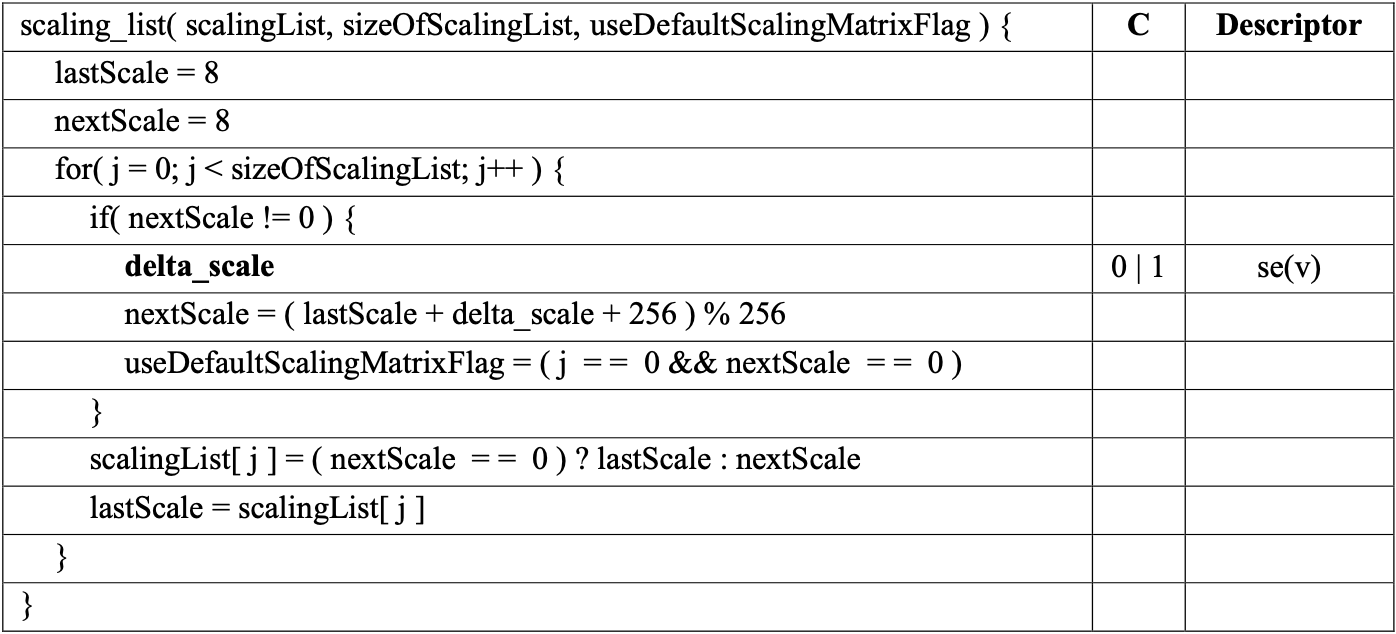 scaling_list( scalingList, sizeOfScalingList, useDefaultScalingMatrixFlag ) { C Descriptor
lastScale = 8
nextScale = 8
for( j = 0; j < sizeOfScalingList; j++ ) {
if( nextScale != 0 ) {
delta_scale 0 | 1 se(v)
nextScale = ( lastScale + delta_scale + 256 ) % 256
useDefaultScalingMatrixFlag = ( j = = 0 && nextScale = = 0 )
}
scalingList[ j ] = ( nextScale = = 0 ) ? lastScale : nextScale
lastScale = scalingList[ j ]
}
}